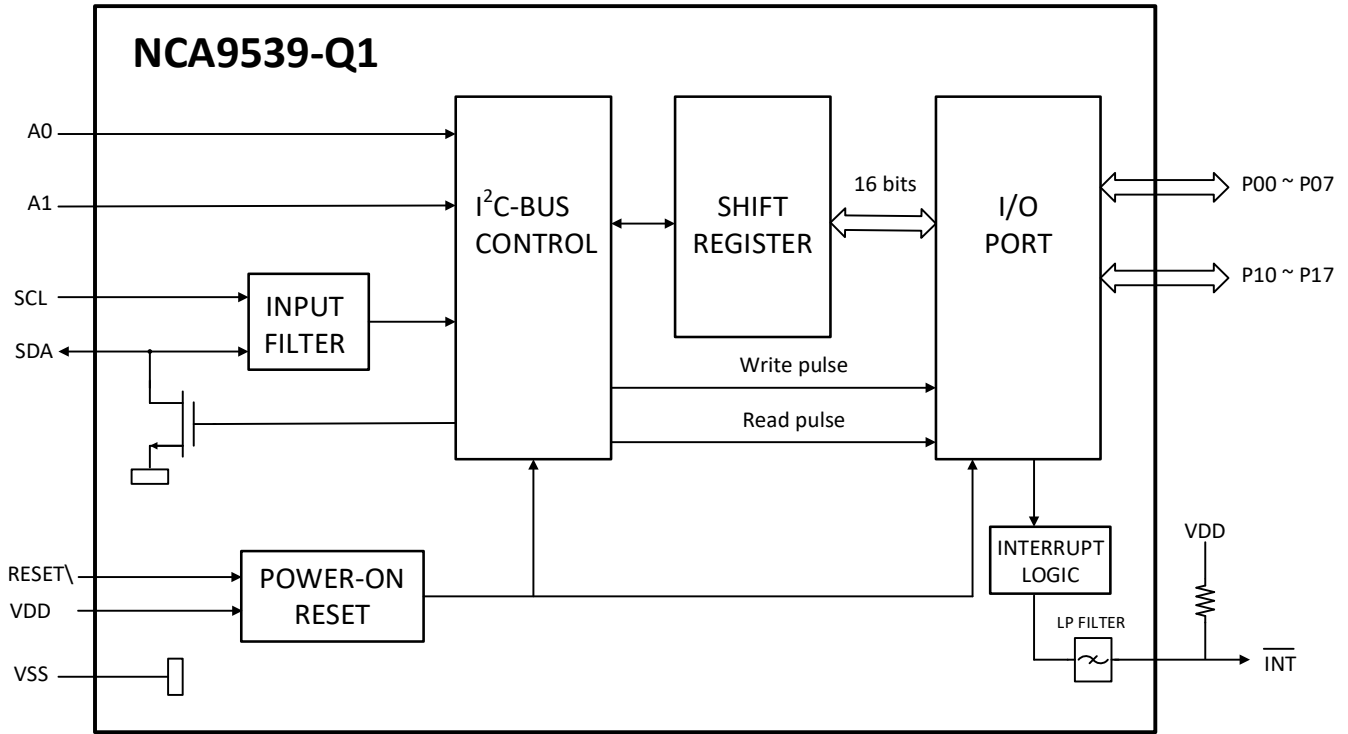 NCA9539-Q1
A0
A1
SCL
SDA
INPUT
FILTER
I²C-BUS
CONTROL
SHIFT
REGISTER
16 bits
I/O
PORT
P00 ~ P07
P10 ~ P17
Write pulse
Read pulse
RESET\
VDD
VSS
POWER-ON
RESET
INTERRUPT
LOGIC
LP FILTER
VDD
INT